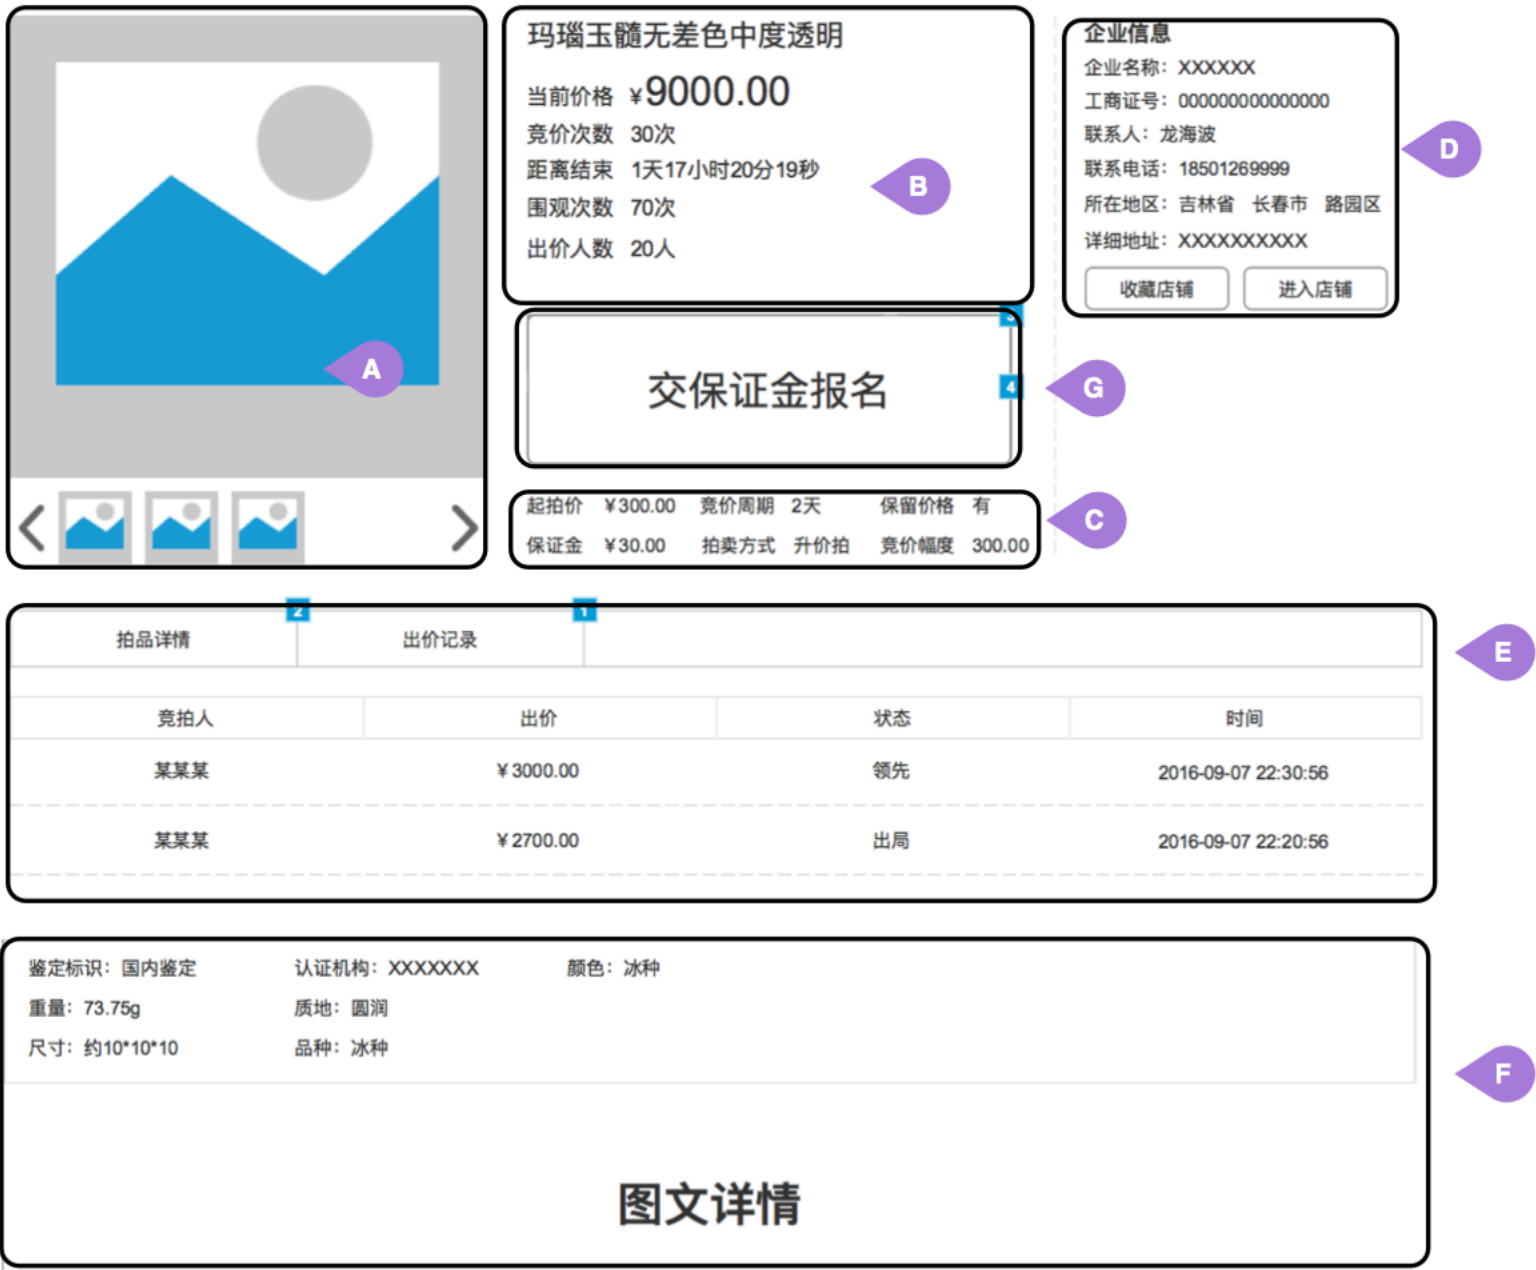 A
玛瑙玉髓无差色中度透明
当前价格 ¥9000.00
竞价次数 30次
距离结束 1天17小时20分19秒
围观次数 70次
出价人数 20人
B
企业信息
企业名称：XXXXXX
工商证号：000000000000000
联系人：龙海波
联系电话：18501269999
所在地区：吉林省 长春市 路园区
详细地址：XXXXXXXXXX
收藏店铺 进入店铺
D
3
交保证金报名
4
G
起拍价 ¥300.00 竞价周期 2天 保留价格 有
保证金 ¥30.00 拍卖方式 升价拍 竞价幅度 300.00
C
2 1
拍品详情 出价记录
E
竞拍人 出价 状态 时间
某某某 ¥3000.00 领先 2016-09-07 22:30:56
某某某 ¥2700.00 出局 2016-09-07 22:20:56
鉴定标识：国内鉴定 认证机构：XXXXXXX 颜色：冰种
重量：73.75g 质地：圆润
尺寸：约10*10*10 品种：冰种
F
图文详情